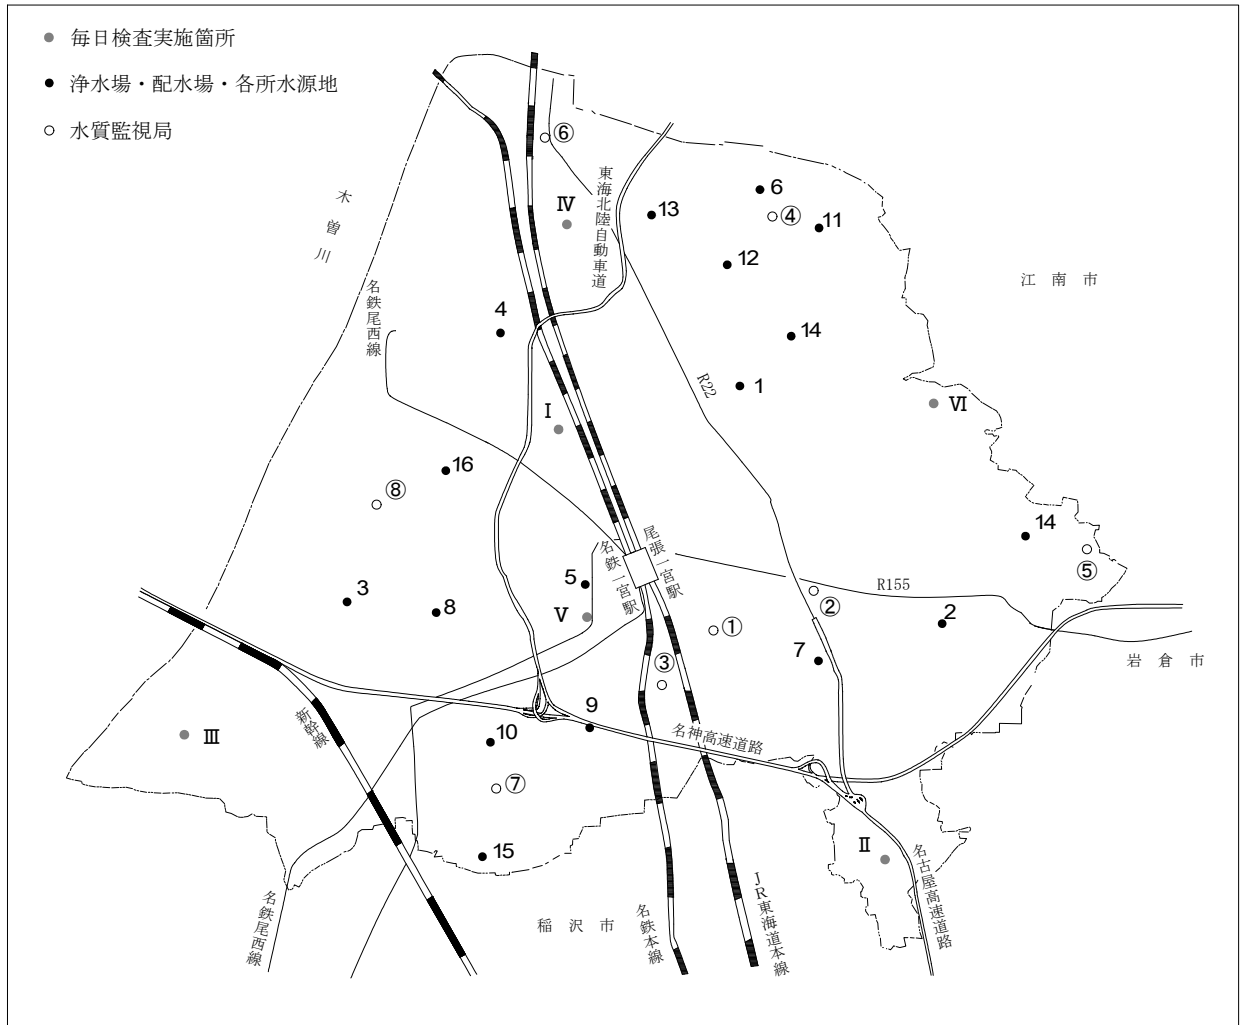 毎日検査実施箇所
浄水場・配水場・各所水源地
水質監視局
⑥
木曽川
Ⅳ
東海北陸自動車道
13
6
④
11
12
江南市
名鉄尾西線
4
14
R22
1
Ⅵ
Ⅰ
16
⑧
14
⑤
尾張一宮駅
名鉄一宮駅
R155
3
8
5
Ⅴ
①
②
2
7
岩倉市
③
Ⅲ
新幹線
10
9
名神高速道路
⑦
15
Ⅱ
名古屋高速道路
名鉄尾西線
稲沢市
名鉄本線
JR東海道本線